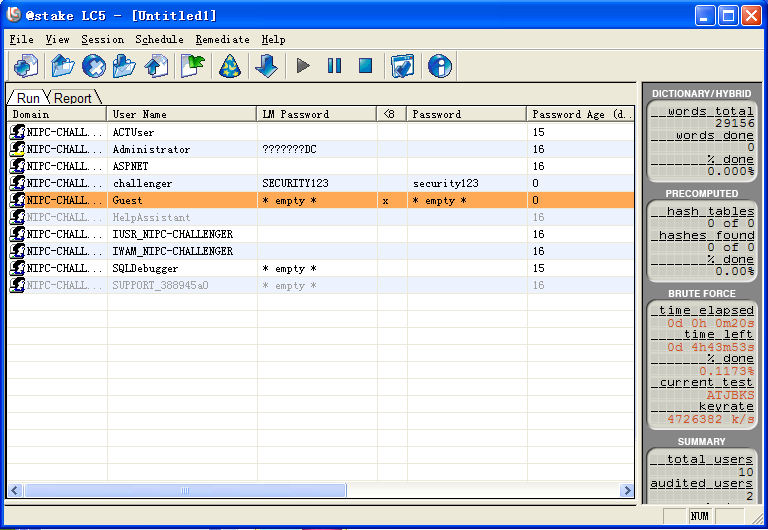 @stake LC5 - [Untitled1]
File View Session Schedule Remediate Help
Run Report
Domain User Name LM Password <8 Password Password Age (d...
NIPC-CHALL... ACTUser 15
NIPC-CHALL... Administrator ???????DC 16
NIPC-CHALL... ASPNET 16
NIPC-CHALL... challenger SECURITY123 security123 0
NIPC-CHALL... Guest * empty * x * empty * 0
NIPC-CHALL... HelpAssistant 16
NIPC-CHALL... IUSR_NIPC-CHALLENGER 16
NIPC-CHALL... IWAM_NIPC-CHALLENGER 16
NIPC-CHALL... SQLDebugger * empty * 15
NIPC-CHALL... SUPPORT_388945a0 * empty * 16
DICTIONARY/HYBRID
words total
29156
words done
0
% done
0.000%
PRECOMPUTED
hash tables
0 of 0
hashes found
0 of 0
% done
0.00%
BRUTE FORCE
time elapsed
0d 0h 0m20s
time left
0d 4h43m53s
% done
0.1173%
current test
ATJBKS
keyrate
4726382 k/s
SUMMARY
total users
10
audited users
2
NUM